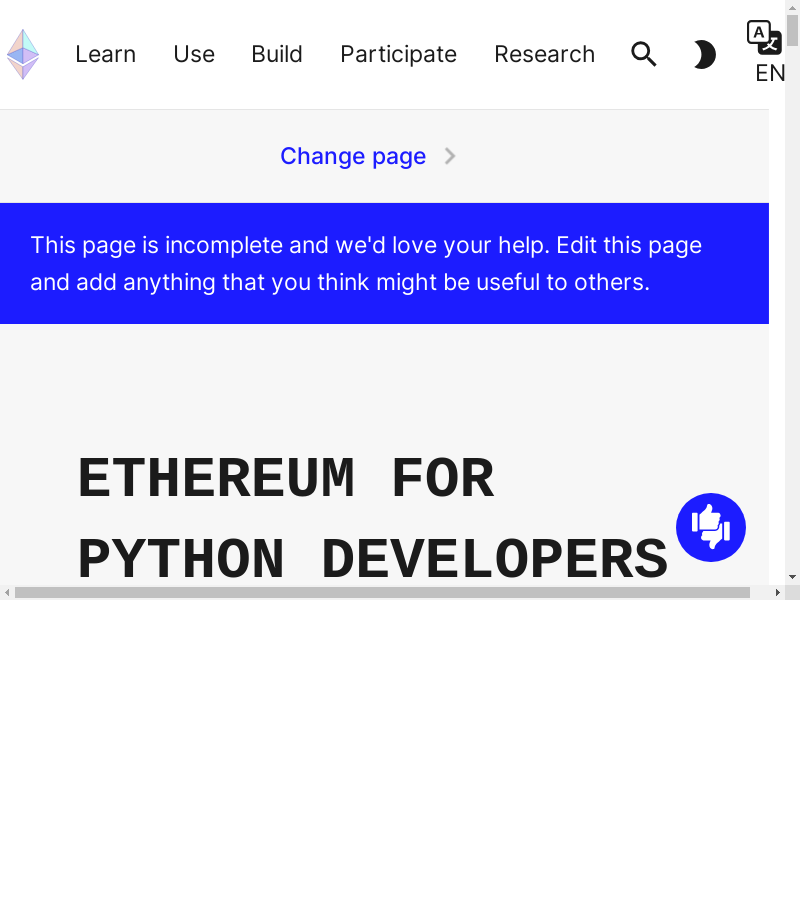 Learn Use Build Participate Research
A 文
EN
Change page
This page is incomplete and we'd love your help. Edit this page
and add anything that you think might be useful to others.
ETHEREUM FOR
PYTHON DEVELOPERS